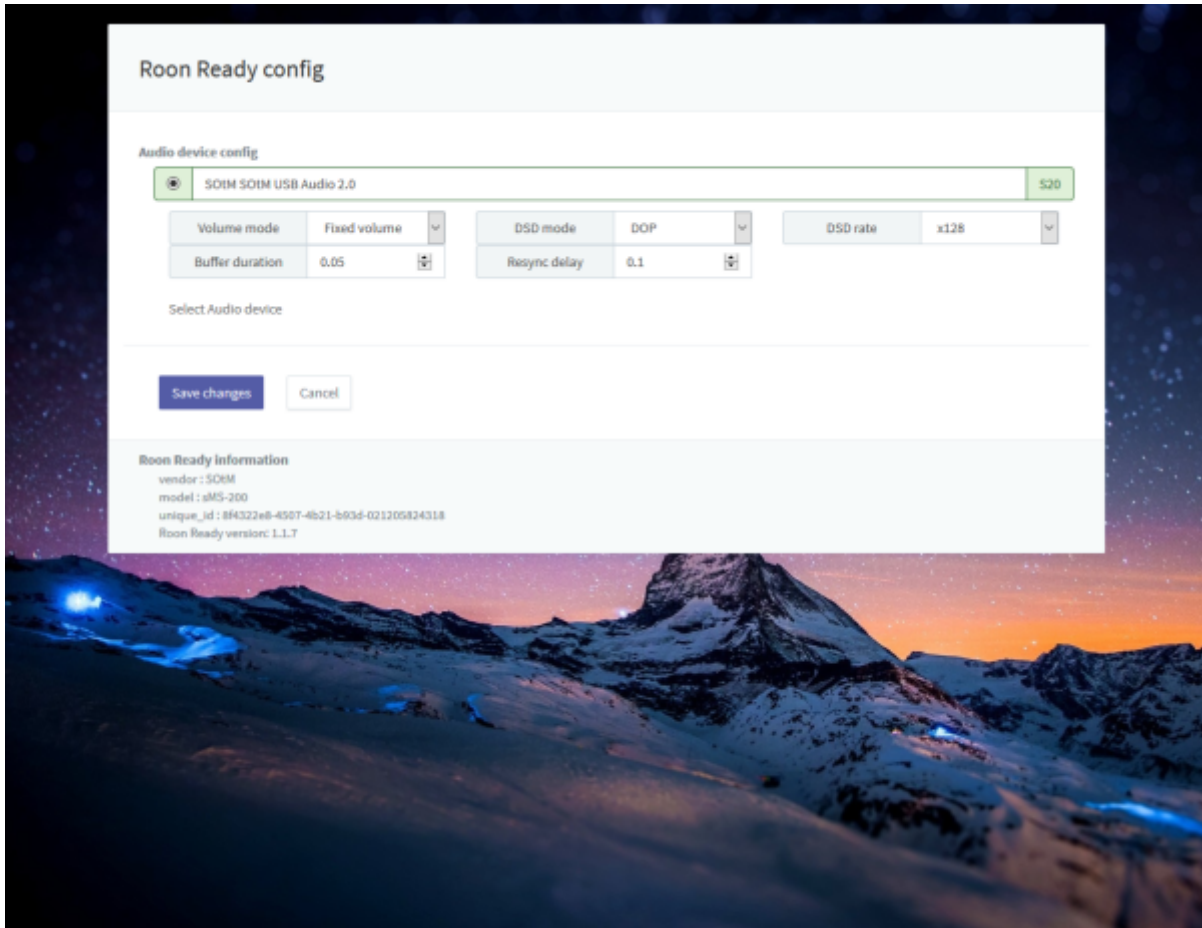 Roon Ready config
Audio device config
SOtM SOtM USB Audio 2.0 S20
Volume mode Fixed volume DSD mode DOP DSD rate x128
Buffer duration 0.05 Resync delay 0.1
Select Audio device
Save changes Cancel
Roon Ready information
vendor : SOtM
model : sMS-200
unique_id : 8f4322e8-4507-4b21-b93d-021205824318
Roon Ready version: 1.1.7